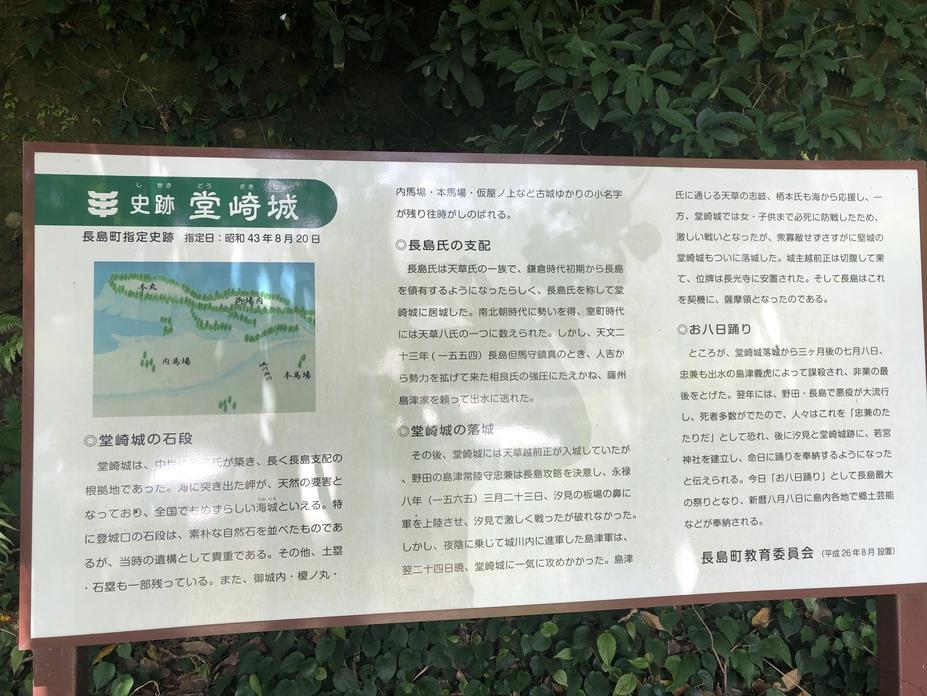 しせき どうさきじょう
史跡 堂崎城
長島町指定史跡 指定日：昭和43年8月20日
本丸
御場内
内馬場
本馬場
◎堂崎城の石段
堂崎城は、中世に 氏が築き、長く長島支配の
根拠地であった。海に突き出た岬が、天然の要害と
なっており、全国でもめずらしい海城といえる。特
に登城口の石段は、素朴な自然石を並べたものであ
るが、当時の遺構として貴重である。その他、土塁
・石塁も一部残っている。また、御城内・榎ノ丸・
内馬場・本馬場・仮屋ノ上など古城ゆかりの小名字
が残り往時がしのばれる。
◎長島氏の支配
長島氏は天草氏の一族で、鎌倉時代初期から長島
を領有するようになったらしく、長島氏を称して堂
崎城に居城した。南北朝時代に勢いを得、室町時代
には天草八氏の一つに数えられた。しかし、天文二
十三年（一五五四）長島但馬守鎮真のとき、人吉か
ら勢力を拡げて来た相良氏の強圧にたえかね、薩州
島津家を頼って出水に逃れた。
◎堂崎城の落城
その後、堂崎城には天草越前正が入城していたが
、野田の島津常陸守忠兼は長島攻略を決意し、永禄
八年（一五六五）三月二十三日、汐見の板場の鼻に
軍を上陸させ、汐見で激しく戦ったが破れなかった。
しかし、夜陰に乗じて城川内に進軍した島津軍は、
翌二十四日暁、堂崎城に一気に攻めかかった。島津
氏に通じる天草の志岐、栖本氏も海から応援し、一
方、堂崎城では女・子供まで必死に防戦したため、
激しい戦いとなったが、衆寡敵せずさすがに堅城の
堂崎城もついに落城した。城主越前正は切腹して果
て、位牌は長光寺に安置された。そして長島はこれ
を契機に、薩摩領となったのである。
◎お八日踊り
ところが、堂崎城落城から三ヶ月後の七月八日、
忠兼も出水の島津義虎によって謀殺され、非業の最
後をとげた。翌年には、野田・長島で悪疫が大流行
し、死者多数がでたので、人々はこれを「忠兼のた
たりだ」として恐れ、後に汐見と堂崎城跡に、若宮
神社を建立し、命日に踊りを奉納するようになった
と伝えられる。今日「お八日踊り」として長島最大
の祭りとなり、新暦八月八日に島内各地で郷土芸能
などが奉納される。
長島町教育委員会（平成26年8月設置）